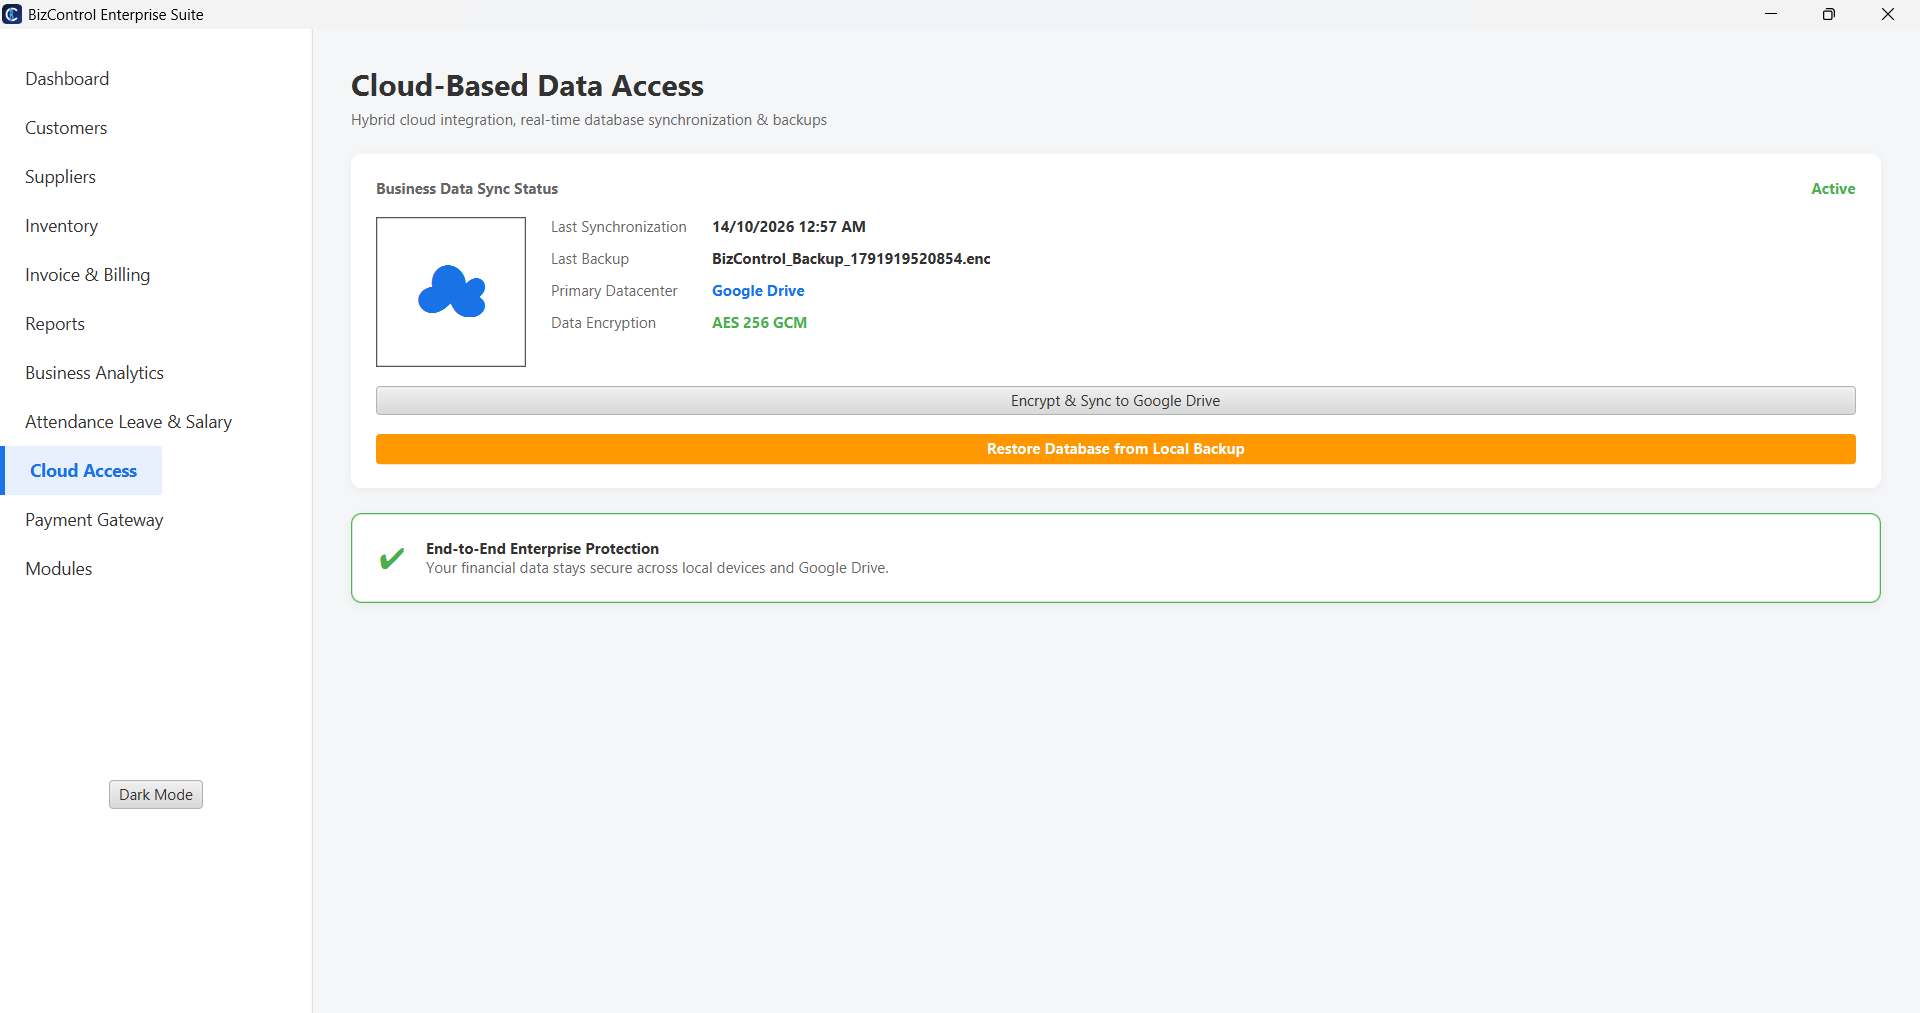 BizControl Enterprise Suite
Dashboard
Customers
Suppliers
Inventory
Invoice & Billing
Reports
Business Analytics
Attendance Leave & Salary
Cloud Access
Payment Gateway
Modules
Dark Mode
Cloud-Based Data Access
Hybrid cloud integration, real-time database synchronization & backups
Business Data Sync Status
Active
Last Synchronization 14/10/2026 12:57 AM
Last Backup BizControl_Backup_1791919520854.enc
Primary Datacenter Google Drive
Data Encryption AES 256 GCM
Encrypt & Sync to Google Drive
Restore Database from Local Backup
End-to-End Enterprise Protection
Your financial data stays secure across local devices and Google Drive.